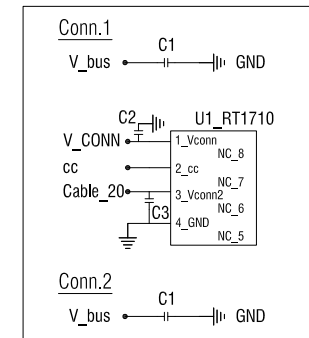 Conn.1
C1
V_bus GND
C2 U1_RT1710
V_CONN 1_Vconn
NC_8
cc 2_cc
NC_7
Cable_20 3_Vconn2
NC_6
C3 4_GND
NC_5
Conn.2
C1
V_bus GND